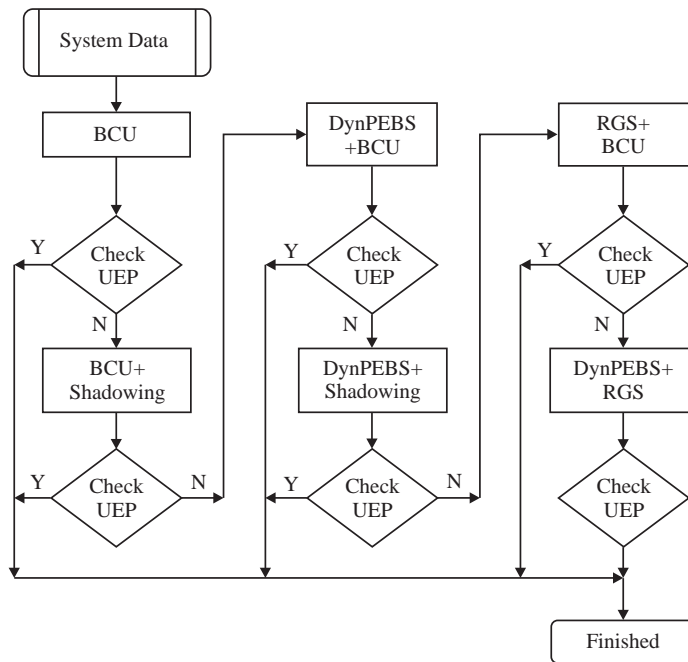 System Data
BCU
Y
Check
UEP
N
BCU+
Shadowing
Y
Check
UEP
N
DynPEBS
+BCU
Y
Check
UEP
N
DynPEBS+
Shadowing
Y
Check
UEP
N
RGS+
BCU
Y
Check
UEP
N
DynPEBS+
RGS
Check
UEP
Finished